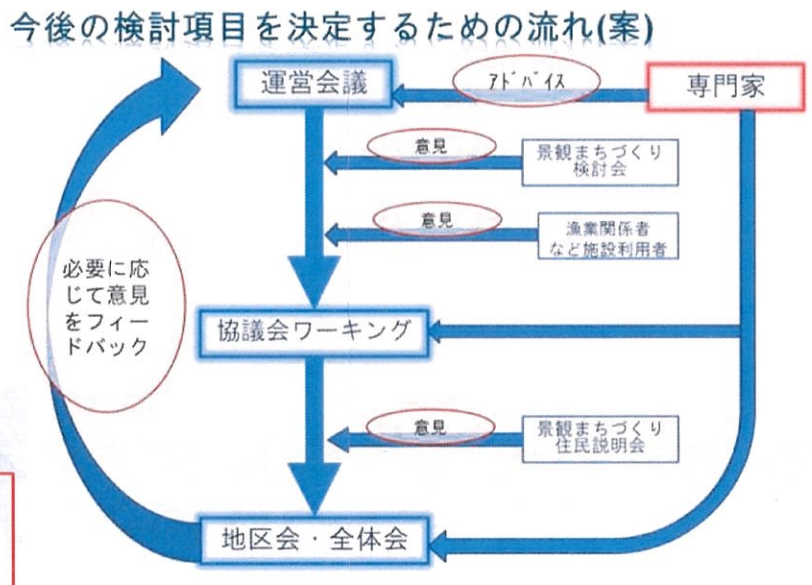 今後の検討項目を決定するための流れ(案)
運営会議
ｱﾄﾞﾊﾞｲｽ
専門家
意見
景観まちづくり
検討会
意見
漁業関係者
など施設利用者
必要に応
じて意見
をフィー
ドバック
協議会ワーキング
意見
景観まちづくり
住民説明会
地区会・全体会